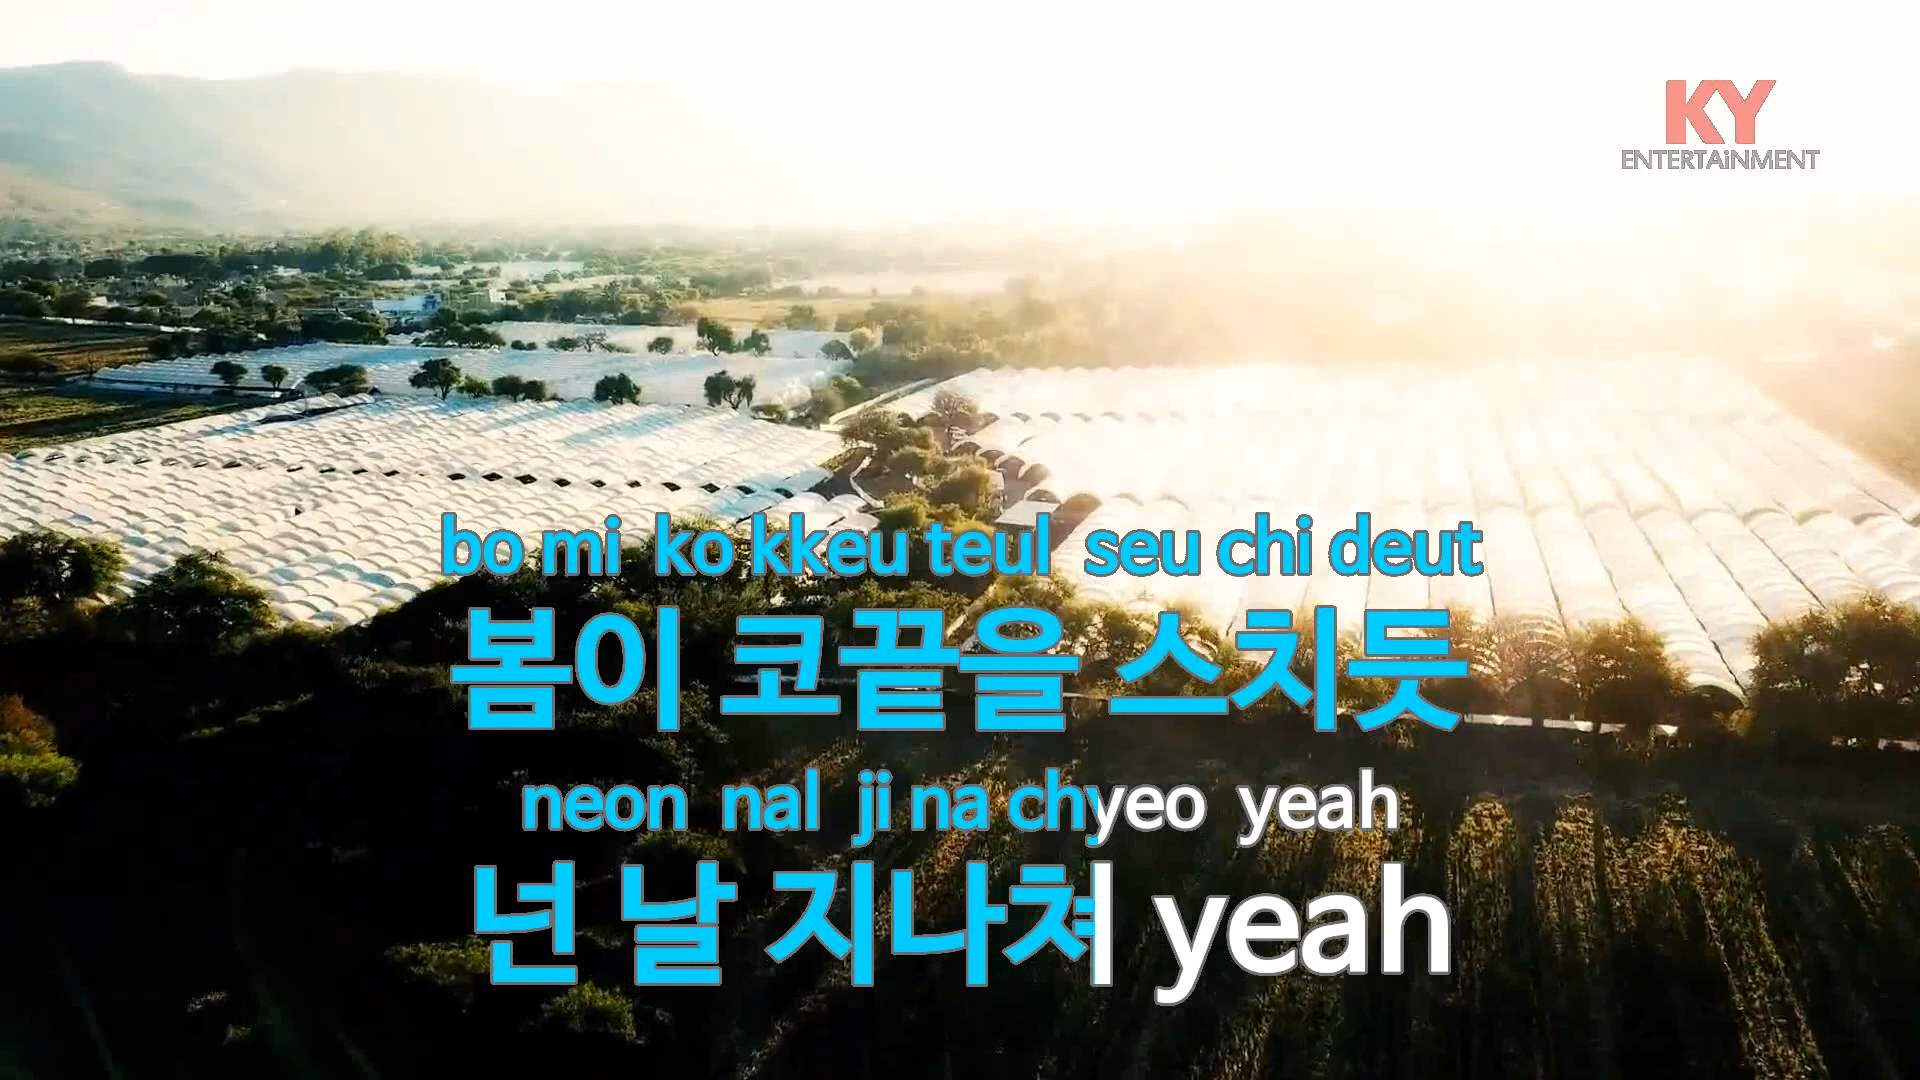 KY
ENTERTAiNMENT
bo mi ko kkeu teul seu chi deut
봄이 코끝을 스치듯
neon nal ji na chyeo yeah
넌 날 지나쳐 yeah